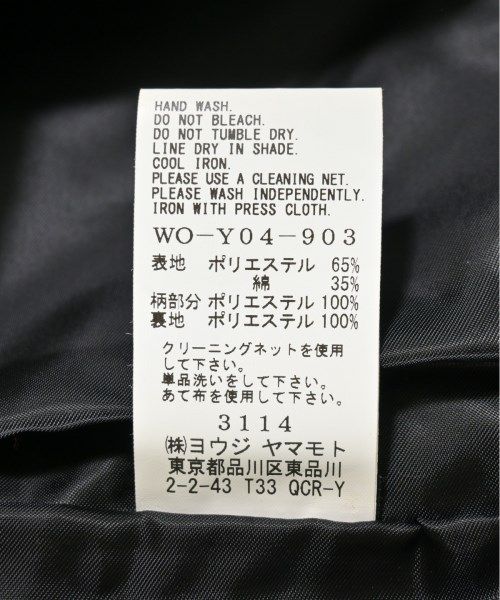 HAND WASH.
DO NOT BLEACH.
DO NOT TUMBLE DRY.
LINE DRY IN SHADE.
COOL IRON.
PLEASE USE A CLEANING NET.
PLEASE WASH INDEPENDENTLY.
IRON WITH PRESS CLOTH.
WO-Y04-903
表地 ポリエステル 65%
綿 35%
柄部分 ポリエステル 100%
裏地 ポリエステル 100%
クリーニングネットを使用
して下さい。
単品洗いをして下さい。
あて布を使用して下さい。
3114
㈱ヨウジ ヤマモト
東京都品川区東品川
2-2-43 T33 QCR-Y